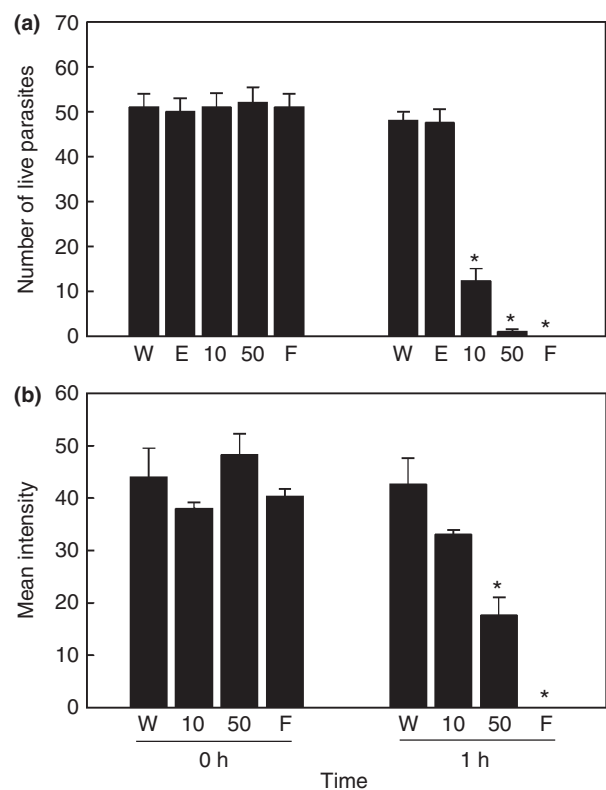 (a)
Number of live parasites
70
60
50
40
30
20
10
0
* * *
W E 10 50 F W E 10 50 F
(b)
Mean intensity
60
50
40
30
20
10
0
* *
W 10 50 F W 10 50 F
0 h 1 h
Time